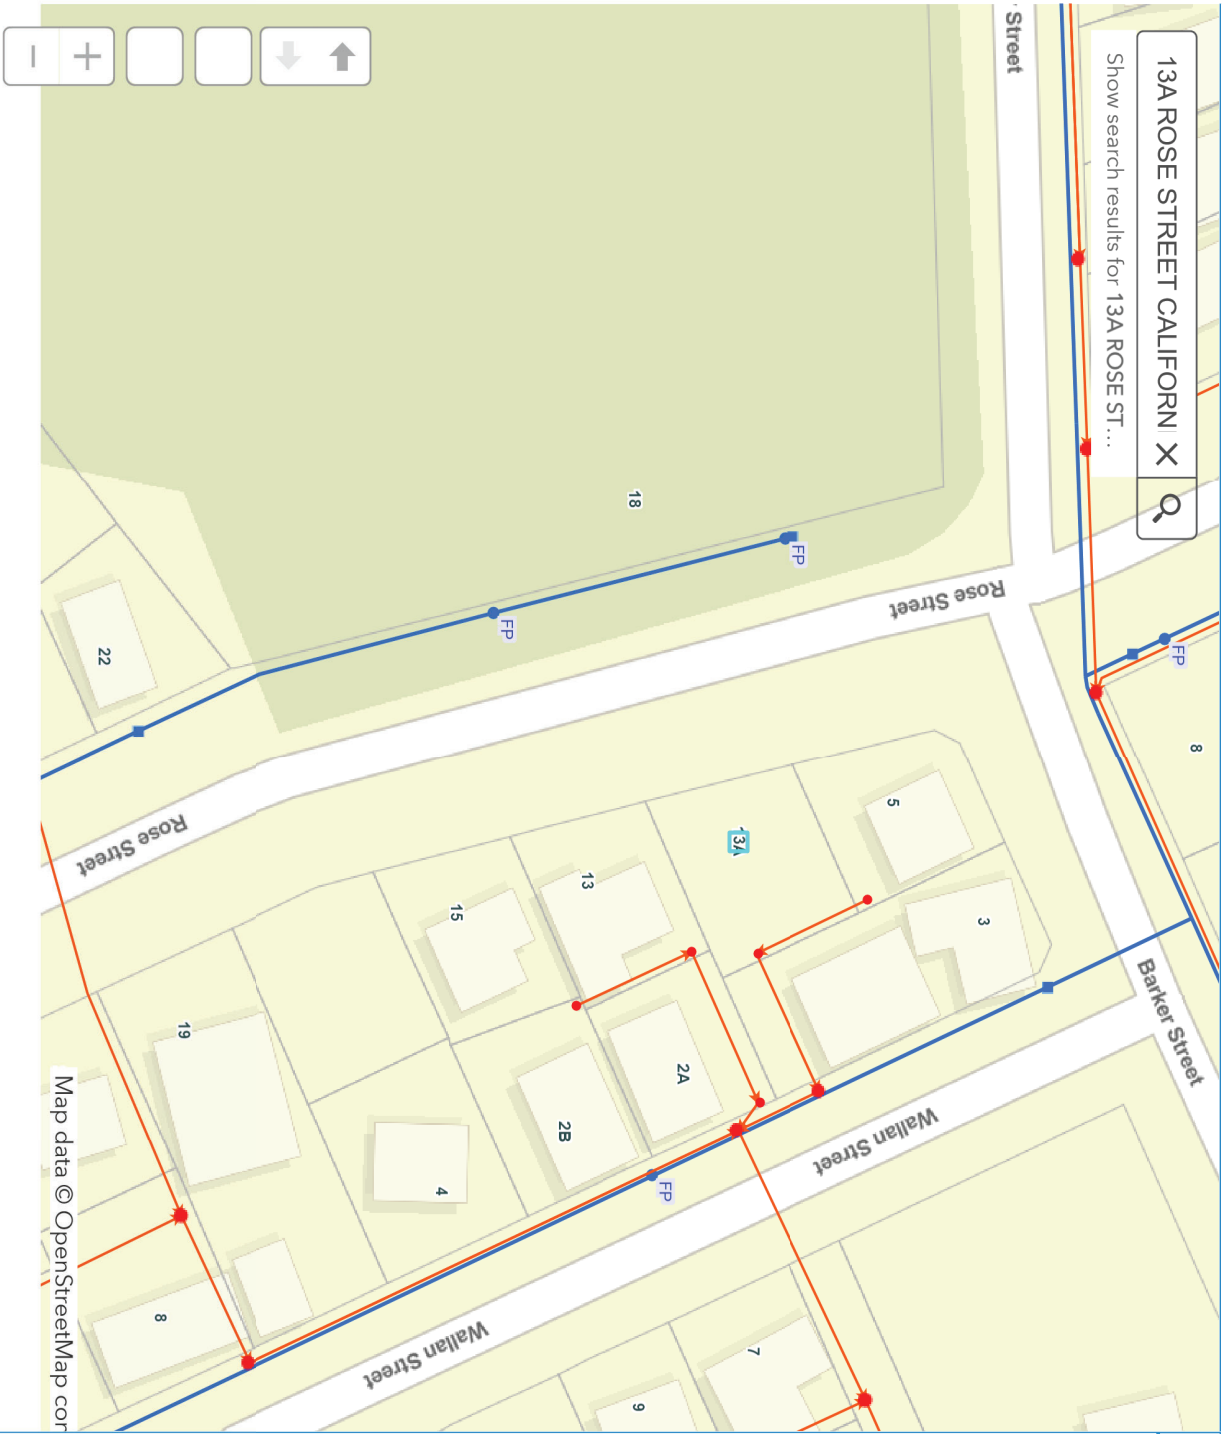 13A ROSE STREET CALIFORN
Show search results for 13A ROSE ST...
Street
8
FP
Rose Street
FP
18
FP
22
Rose Street
5
3
13A
13
15
Barker Street
2A
2B
FP
Wallan Street
4
19
8
Wallan Street
7
9
Map data © OpenStreetMap cor